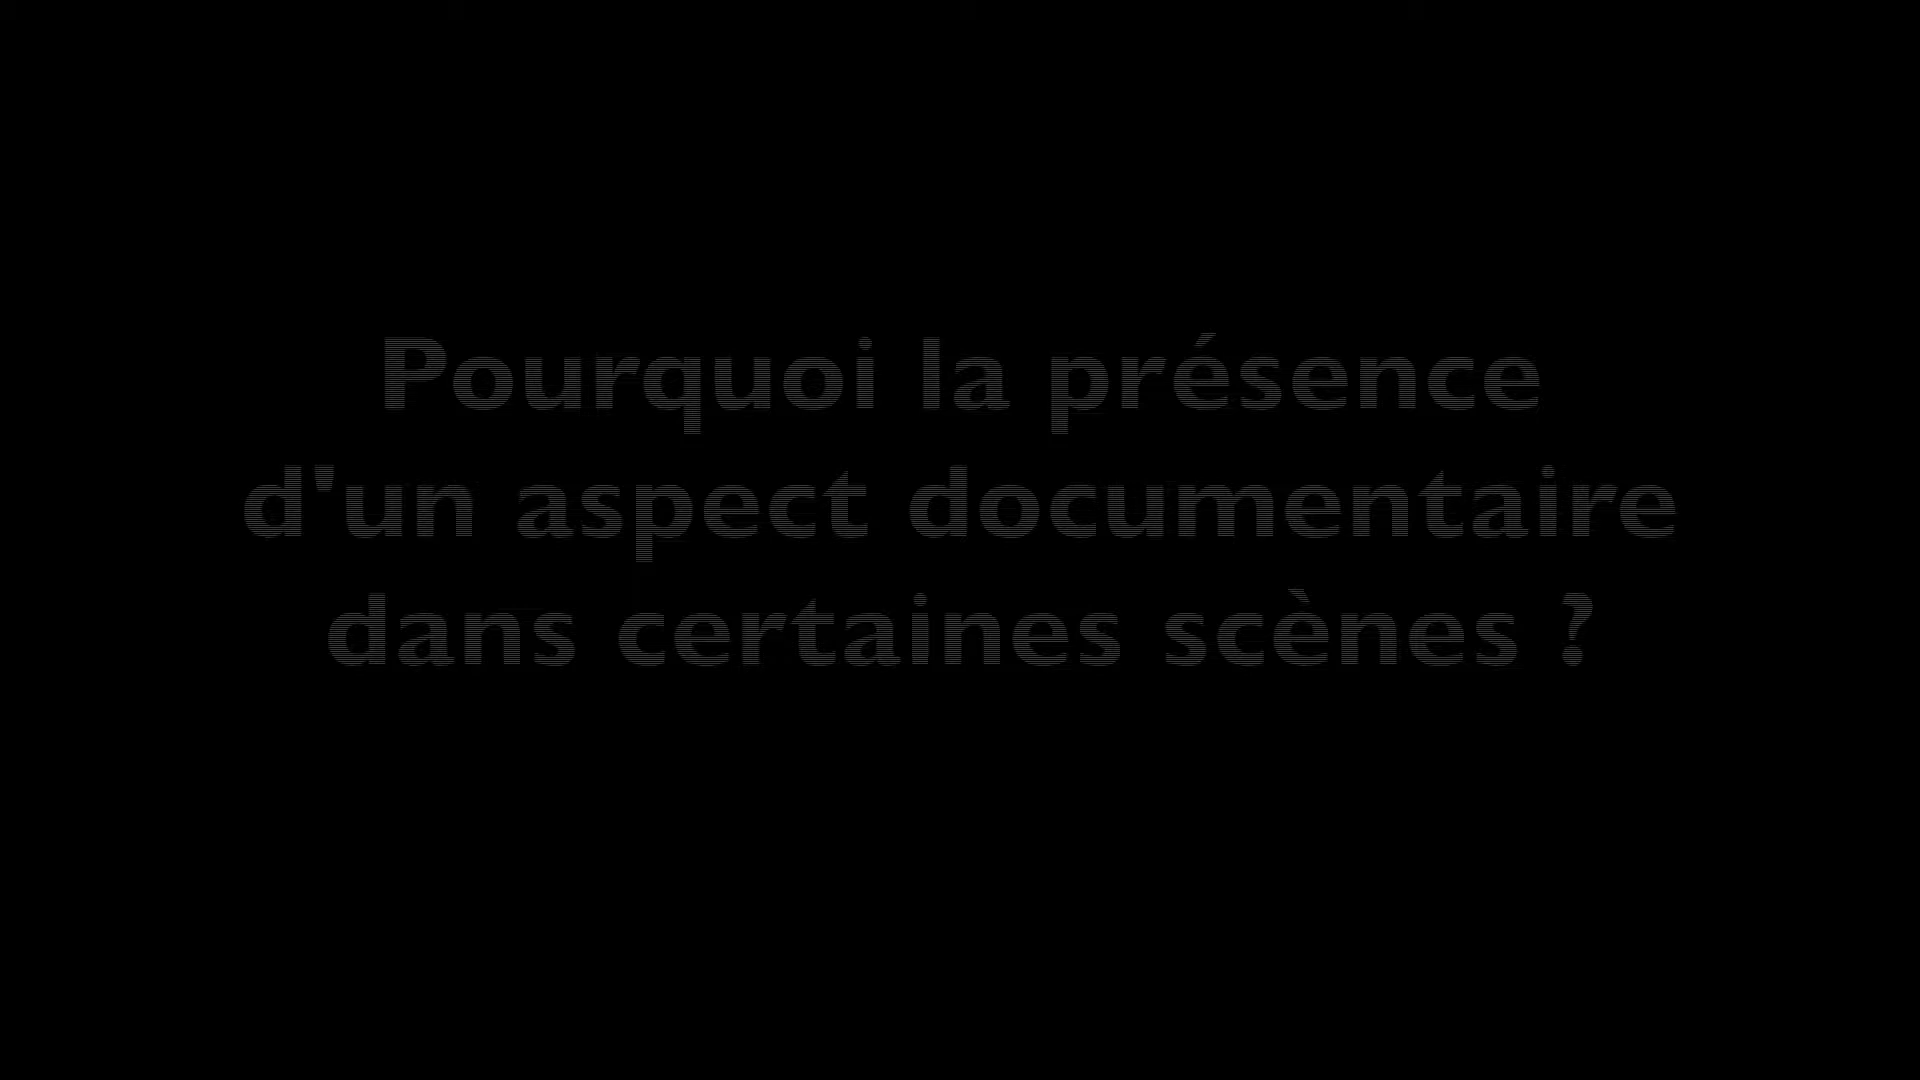 Pourquoi la présence
d'un aspect documentaire
dans certaines scènes ?